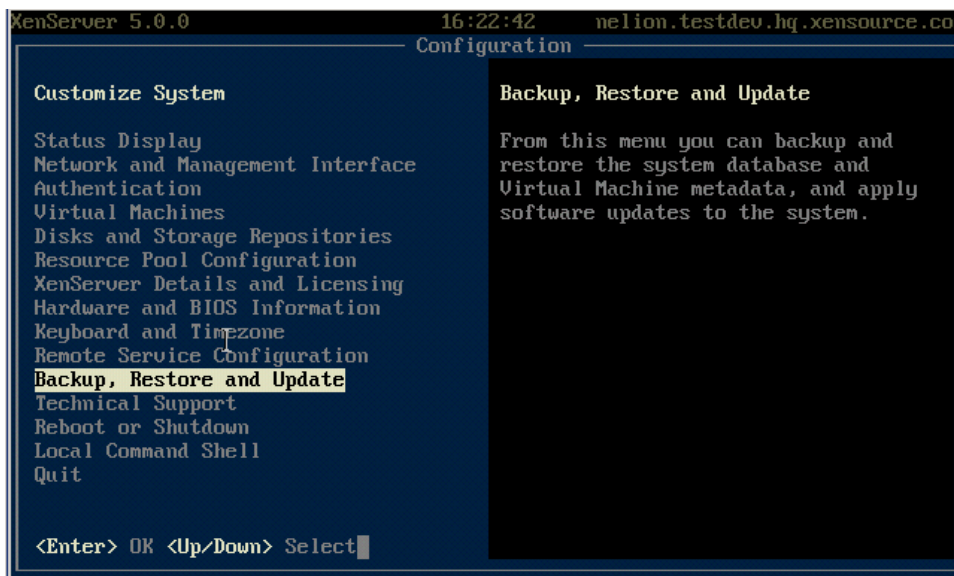 XenServer 5.0.0 16:22:42 nelion.testdev.hq.xensource.co
Configuration
Customize System
Status Display
Network and Management Interface
Authentication
Virtual Machines
Disks and Storage Repositories
Resource Pool Configuration
XenServer Details and Licensing
Hardware and BIOS Information
Keyboard and Timezone
Remote Service Configuration
Backup, Restore and Update
Technical Support
Reboot or Shutdown
Local Command Shell
Quit
<Enter> OK <Up/Down> Select
Backup, Restore and Update
From this menu you can backup and
restore the system database and
Virtual Machine metadata, and apply
software updates to the system.